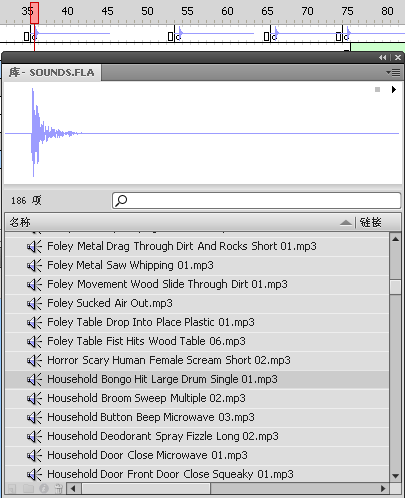 35 40 45 50 55 60 65 70 75 80
库 - SOUNDS.FLA
186 项
名称 链接
Foley Metal Drag Through Dirt And Rocks Short 01.mp3
Foley Metal Saw Whipping 01.mp3
Foley Movement Wood Slide Through Dirt 01.mp3
Foley Sucked Air Out.mp3
Foley Table Drop Into Place Plastic 01.mp3
Foley Table Fist Hits Wood Table 06.mp3
Horror Scary Human Female Scream Short 02.mp3
Household Bongo Hit Large Drum Single 01.mp3
Household Broom Sweep Multiple 02.mp3
Household Button Beep Microwave 03.mp3
Household Deodorant Spray Fizzle Long 02.mp3
Household Door Close Microwave 01.mp3
Household Door Front Door Close Squeaky 01.mp3